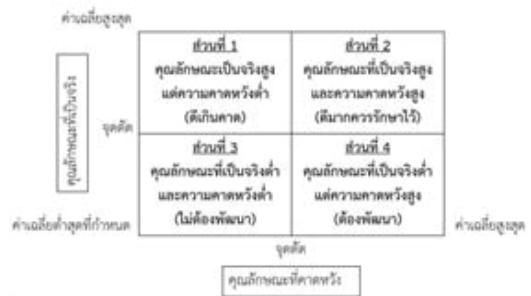 ค่าเฉลี่ยสูงสุด
ส่วนที่ 1
คุณลักษณะเป็นจริงสูง
แต่ความคาดหวังต่ำ
(ดีเกินคาด)
ส่วนที่ 2
คุณลักษณะที่เป็นจริงสูง
และความคาดหวังสูง
(ดีมากควรรักษาไว้)
คุณลักษณะที่เป็นจริง
จุดตัด
ส่วนที่ 3
คุณลักษณะที่เป็นจริงต่ำ
และความคาดหวังต่ำ
(ไม่ต้องพัฒนา)
ส่วนที่ 4
คุณลักษณะที่เป็นจริงต่ำ
แต่ความคาดหวังสูง
(ต้องพัฒนา)
ค่าเฉลี่ยต่ำสุดที่กำหนด
ค่าเฉลี่ยสูงสุด
จุดตัด
คุณลักษณะที่คาดหวัง